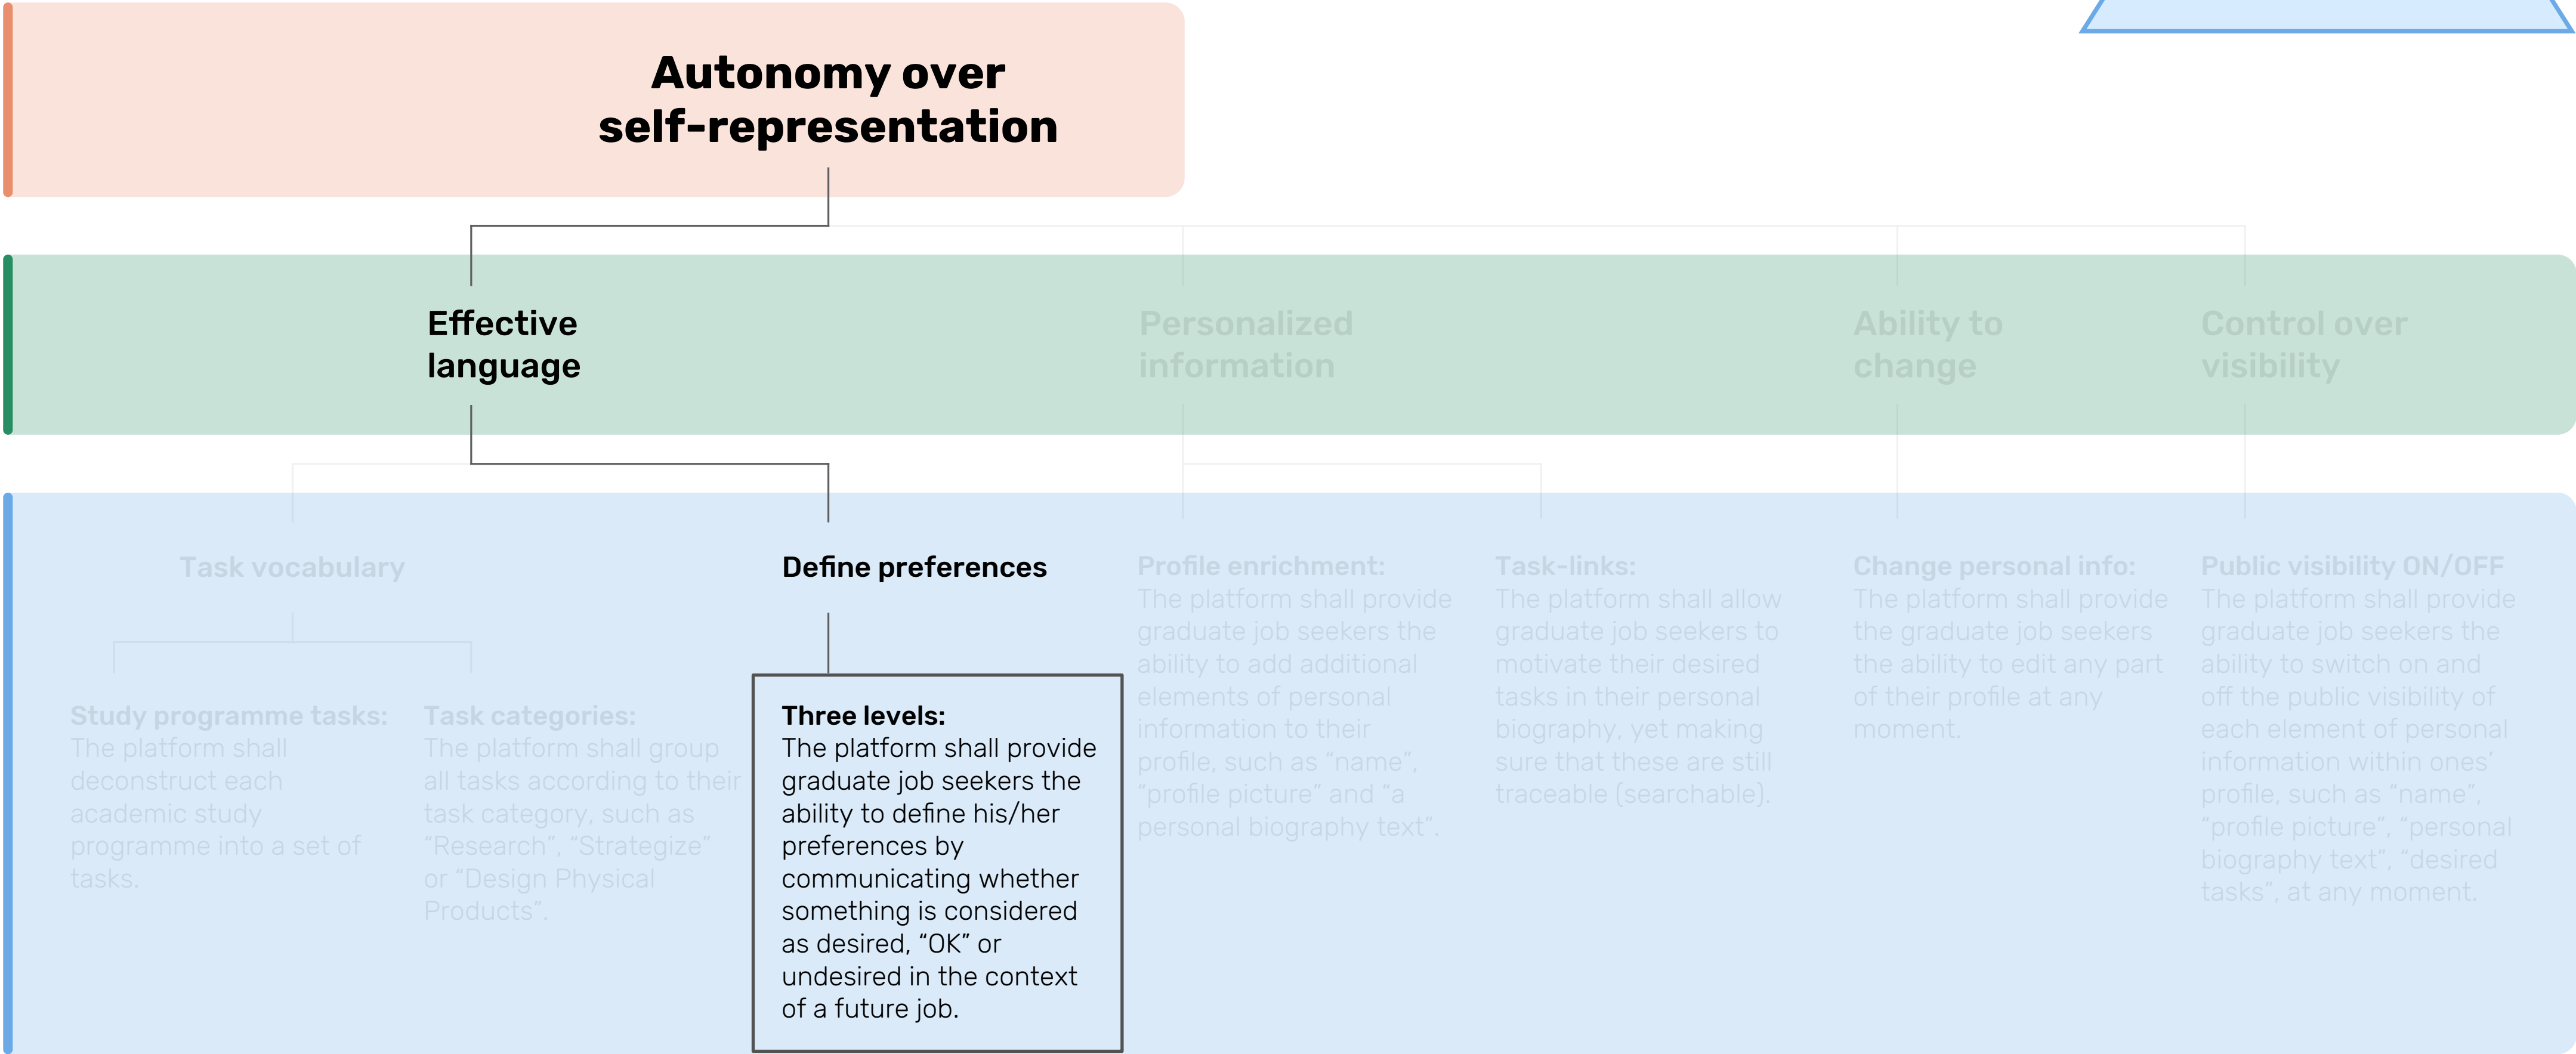 Autonomy over
self-representation
Effective
language
Personalized
information
Ability to
change
Control over
visibility
Task vocabulary
Study programme tasks:
The platform shall
deconstruct each
academic study
programme into a set of
tasks.
Task categories:
The platform shall group
all tasks according to their
task category, such as
“Research”, “Strategize”
or “Design Physical
Products”.
Define preferences
Three levels:
The platform shall provide
graduate job seekers the
ability to define his/her
preferences by
communicating whether
something is considered
as desired, “OK” or
undesired in the context
of a future job.
Profile enrichment:
The platform shall provide
graduate job seekers the
ability to add additional
elements of personal
information to their
profile, such as “name”,
“profile picture” and “a
personal biography text”.
Task-links:
The platform shall allow
graduate job seekers to
motivate their desired
tasks in their personal
biography, yet making
sure that these are still
traceable (searchable).
Change personal info:
The platform shall provide
the graduate job seekers
the ability to edit any part
of their profile at any
moment.
Public visibility ON/OFF
The platform shall provide
graduate job seekers the
ability to switch on and
off the public visibility of
each element of personal
information within ones’
profile, such as “name”,
“profile picture”, “personal
biography text”, “desired
tasks”, at any moment.